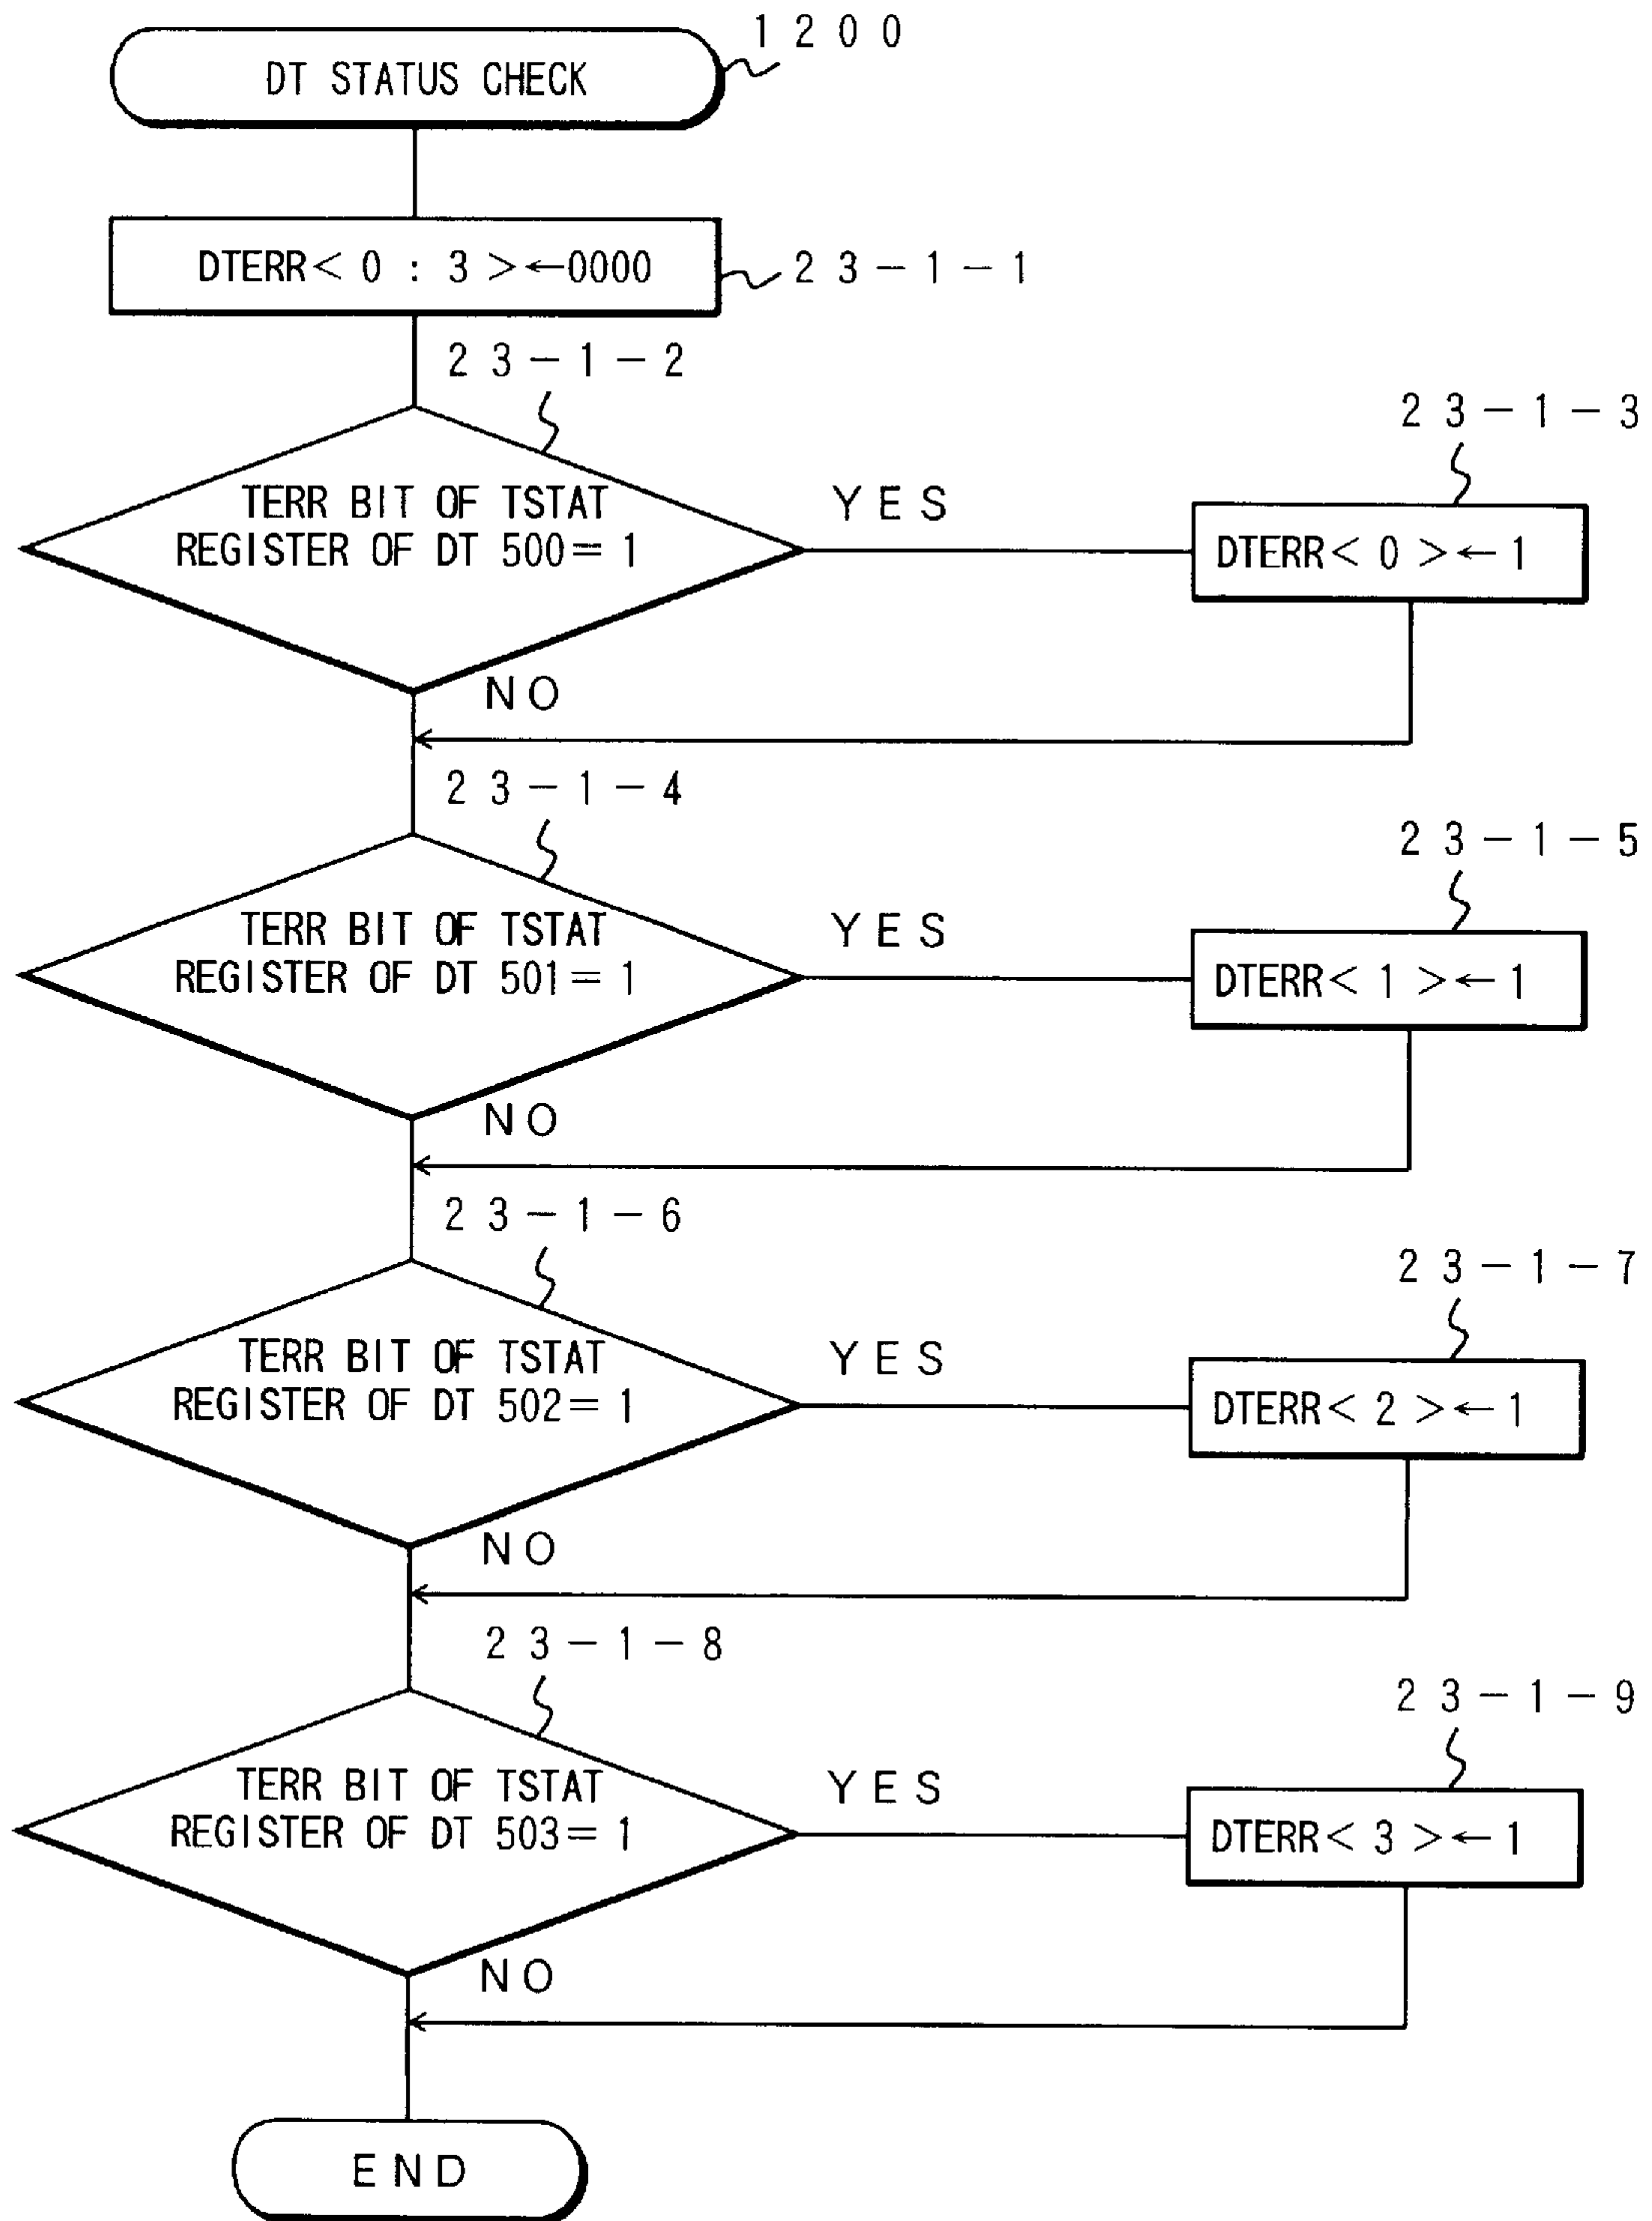 1200
DT STATUS CHECK
DTERR<0:3>←0000
23-1-1
23-1-2
23-1-3
TERR BIT OF TSTAT
REGISTER OF DT 500=1
YES
DTERR<0>←1
NO
23-1-4
23-1-5
TERR BIT OF TSTAT
REGISTER OF DT 501=1
YES
DTERR<1>←1
NO
23-1-6
23-1-7
TERR BIT OF TSTAT
REGISTER OF DT 502=1
YES
DTERR<2>←1
NO
23-1-8
23-1-9
TERR BIT OF TSTAT
REGISTER OF DT 503=1
YES
DTERR<3>←1
NO
END